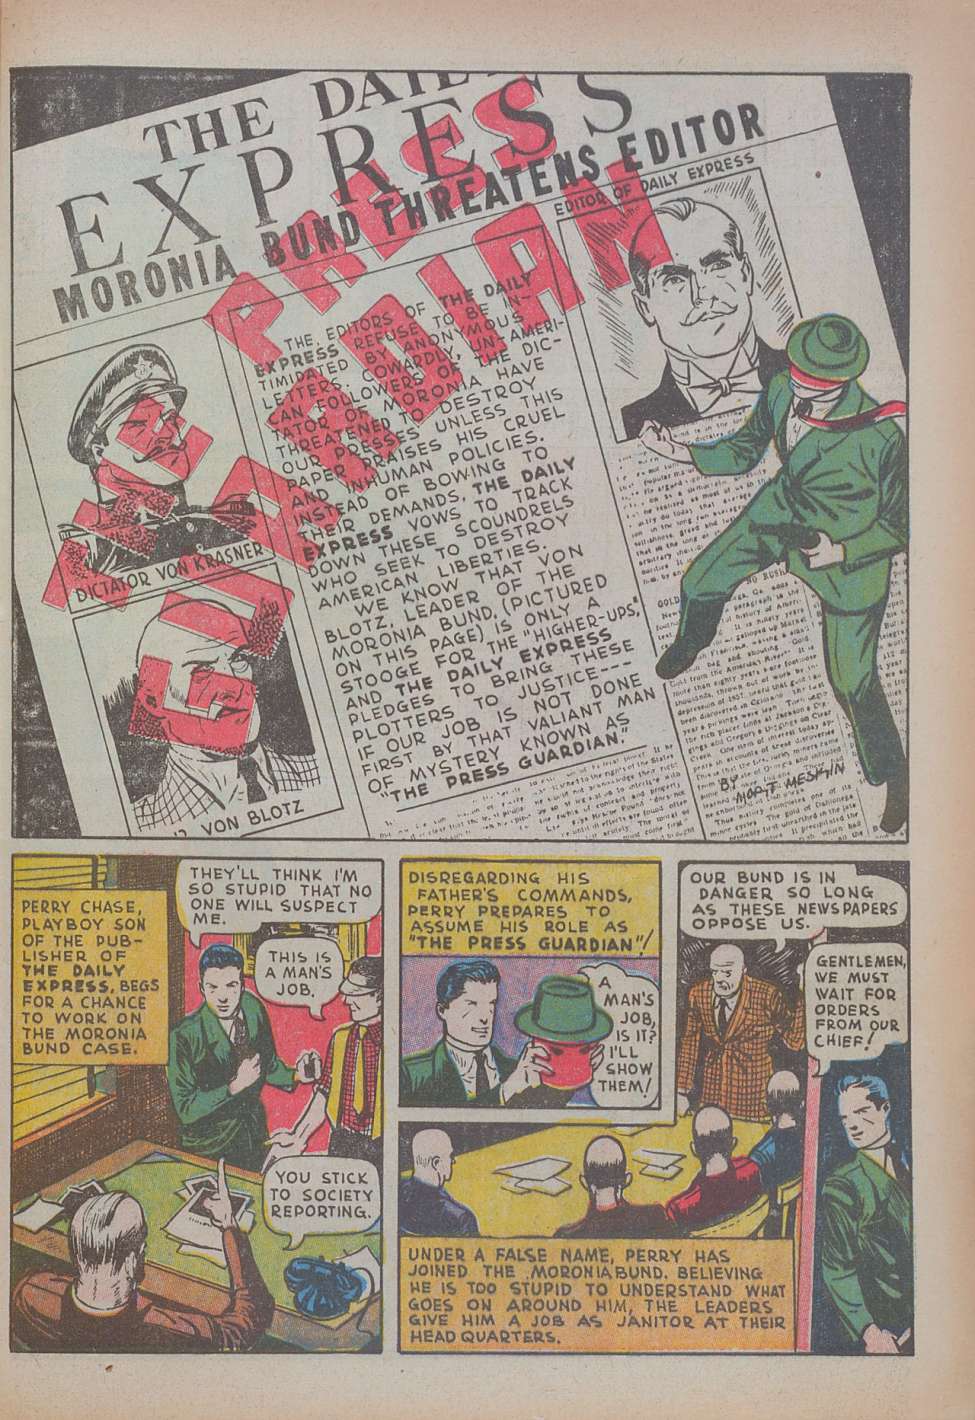 THE DAILY
EXPRESS
MORONIA BUND THREATENS EDITOR
THE PRESS
GUARDIAN
EDITOR OF DAILY EXPRESS
DICTATOR VON KRASNER
VON BLOTZ
THE EDITORS OF THE DAILY
EXPRESS REFUSE TO BE IN-
TIMIDATED BY ANONYMOUS
LETTERS. COWARDLY, UN-AMERI-
CAN FOLLOWERS OF THE DIC-
TATOR OF MORONIA HAVE
THREATENED TO DESTROY
OUR PRESSES UNLESS THIS
PAPER PRAISES HIS CRUEL
AND INHUMAN POLICIES.
INSTEAD OF BOWING TO
THEIR DEMANDS, THE DAILY
EXPRESS VOWS TO TRACK
DOWN THESE SCOUNDRELS
WHO SEEK TO DESTROY
AMERICAN LIBERTIES.
WE KNOW THAT VON
BLOTZ, LEADER OF THE
MORONIA BUND, (PICTURED
ON THIS PAGE) IS ONLY A
STOOGE FOR THE "HIGHER-UPS,"
AND THE DAILY EXPRESS
PLEDGES TO BRING THESE
PLOTTERS TO JUSTICE---
IF OUR JOB IS NOT DONE
FIRST BY THAT VALIANT MAN
OF MYSTERY KNOWN AS
"THE PRESS GUARDIAN."
BY
MORT MESKIN
PERRY CHASE,
PLAYBOY SON
OF THE PUB-
LISHER OF
THE DAILY
EXPRESS, BEGS
FOR A CHANCE
TO WORK ON
THE MORONIA
BUND CASE.
THEY'LL THINK I'M
SO STUPID THAT NO
ONE WILL SUSPECT
ME.
THIS IS
A MAN'S
JOB.
YOU STICK
TO SOCIETY
REPORTING.
DISREGARDING HIS
FATHER'S COMMANDS,
PERRY PREPARES TO
ASSUME HIS ROLE AS
"THE PRESS GUARDIAN"!
A
MAN'S
JOB,
IS IT?
I'LL
SHOW
THEM!
OUR BUND IS IN
DANGER SO LONG
AS THESE NEWSPAPERS
OPPOSE US.
GENTLEMEN,
WE MUST
WAIT FOR
ORDERS
FROM OUR
CHIEF!
UNDER A FALSE NAME, PERRY HAS
JOINED THE MORONIA BUND. BELIEVING
HE IS TOO STUPID TO UNDERSTAND WHAT
GOES ON AROUND HIM, THE LEADERS
GIVE HIM A JOB AS JANITOR AT THEIR
HEAD QUARTERS.